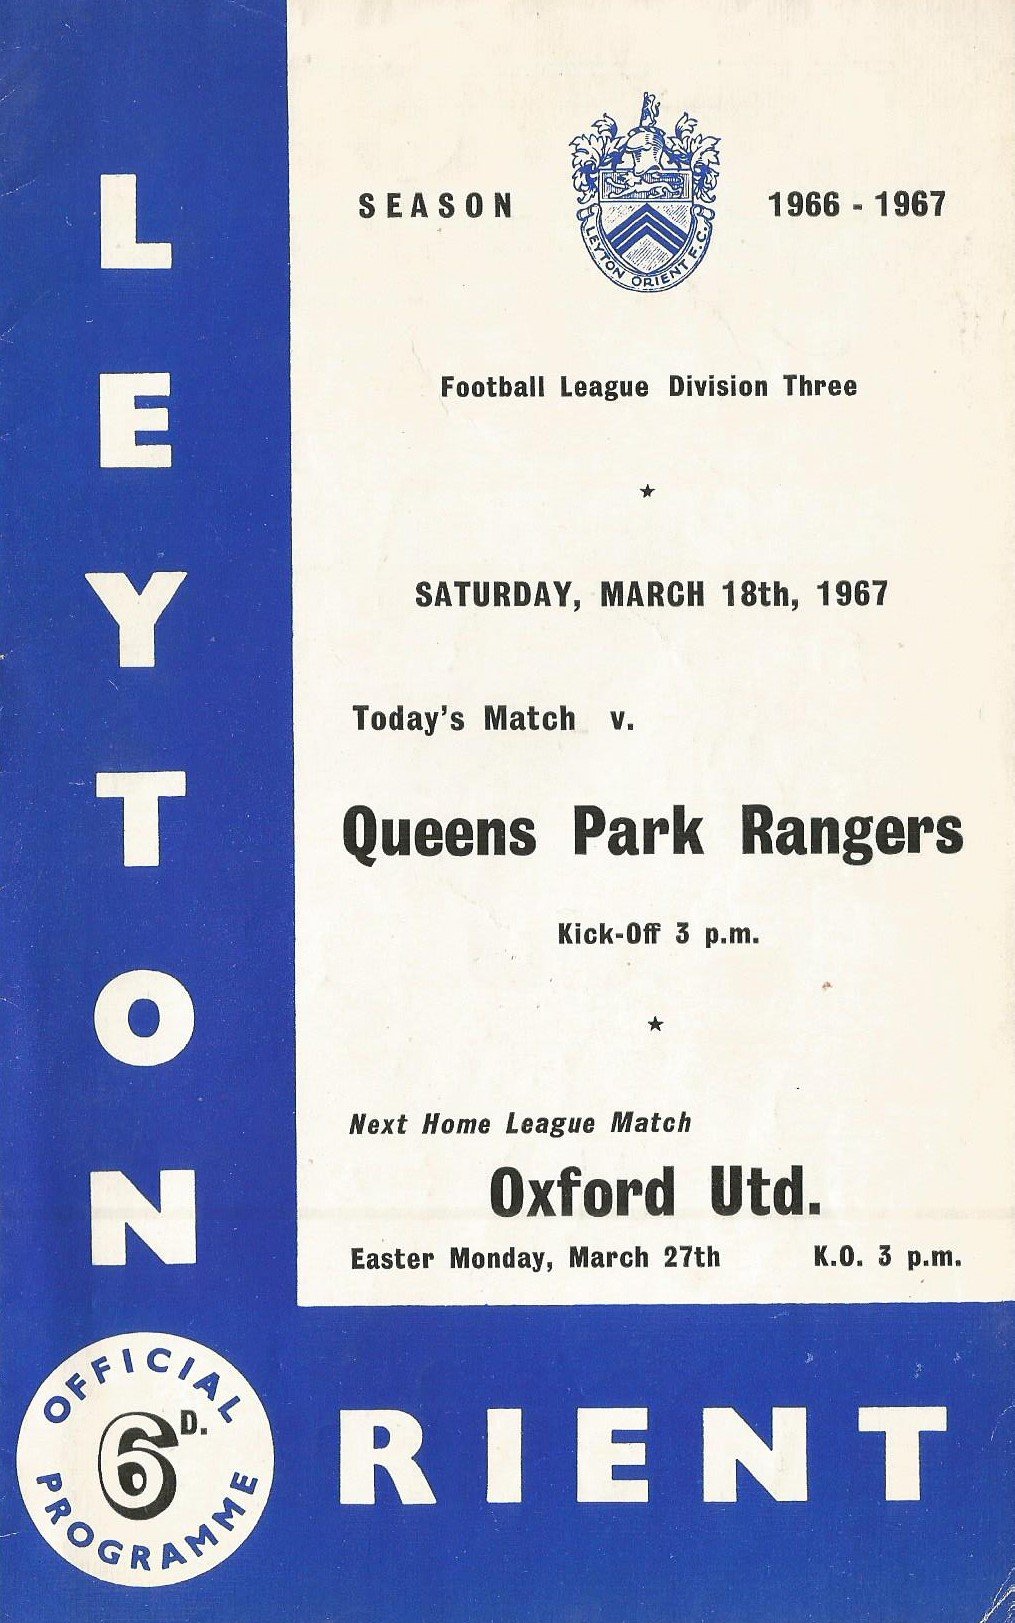 LEYTON
SEASON 1966 - 1967
LEYTON ORIENT F.C.
Football League Division Three
SATURDAY, MARCH 18th, 1967
Today's Match v.
Queens Park Rangers
Kick-Off 3 p.m.
Next Home League Match
Oxford Utd.
Easter Monday, March 27th K.O. 3 p.m.
OFFICIAL
6D.
PROGRAMME
RIENT